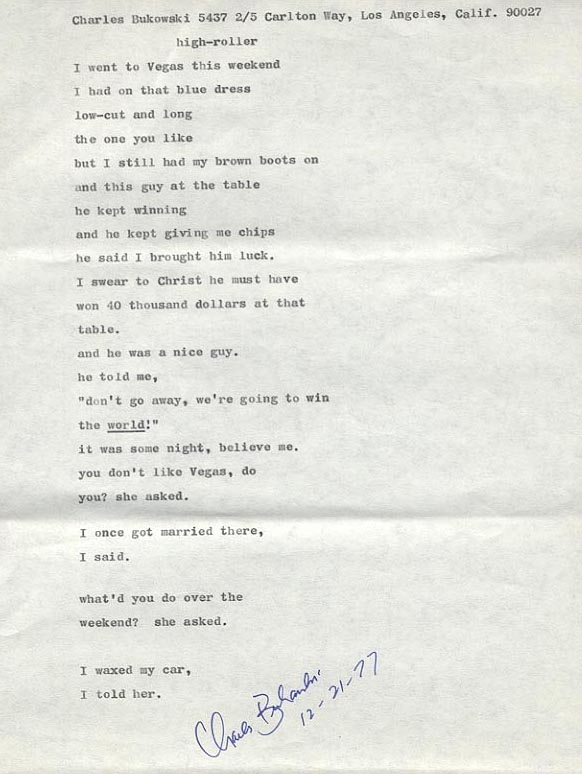 Charles Bukowski 5437 2/5 Carlton Way, Los Angeles, Calif. 90027
high-roller
I went to Vegas this weekend
I had on that blue dress
low-cut and long
the one you like
but I still had my brown boots on
and this guy at the table
he kept winning
and he kept giving me chips
he said I brought him luck.
I swear to Christ he must have
won 40 thousand dollars at that
table.
and he was a nice guy.
he told me,
"don't go away, we're going to win
the world!"
it was some night, believe me.
you don't like Vegas, do
you? she asked.
I once got married there,
I said.
what'd you do over the
weekend? she asked.
I waxed my car,
I told her.
Charles Bukowski
12-21-77